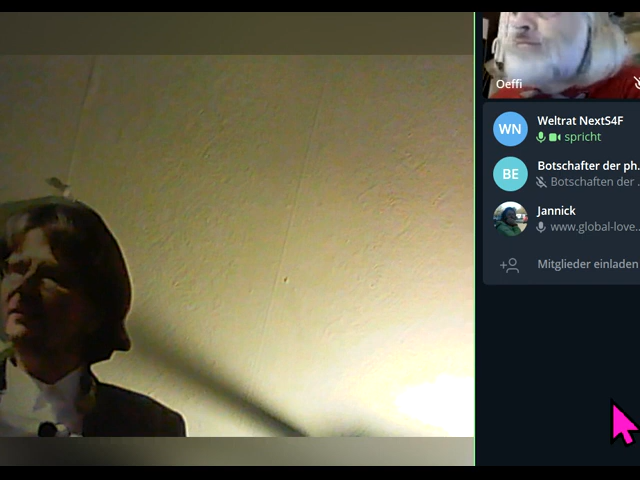 Oeffi
WN
Weltrat NextS4F
spricht
BE
Botschafter der ph...
Botschaften der ...
Jannick
www.global-love...
Mitglieder einladen